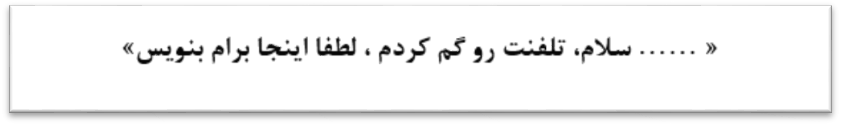 « ...... سلام، تلفنت رو گم کردم ، لطفا اینجا برام بنویس»